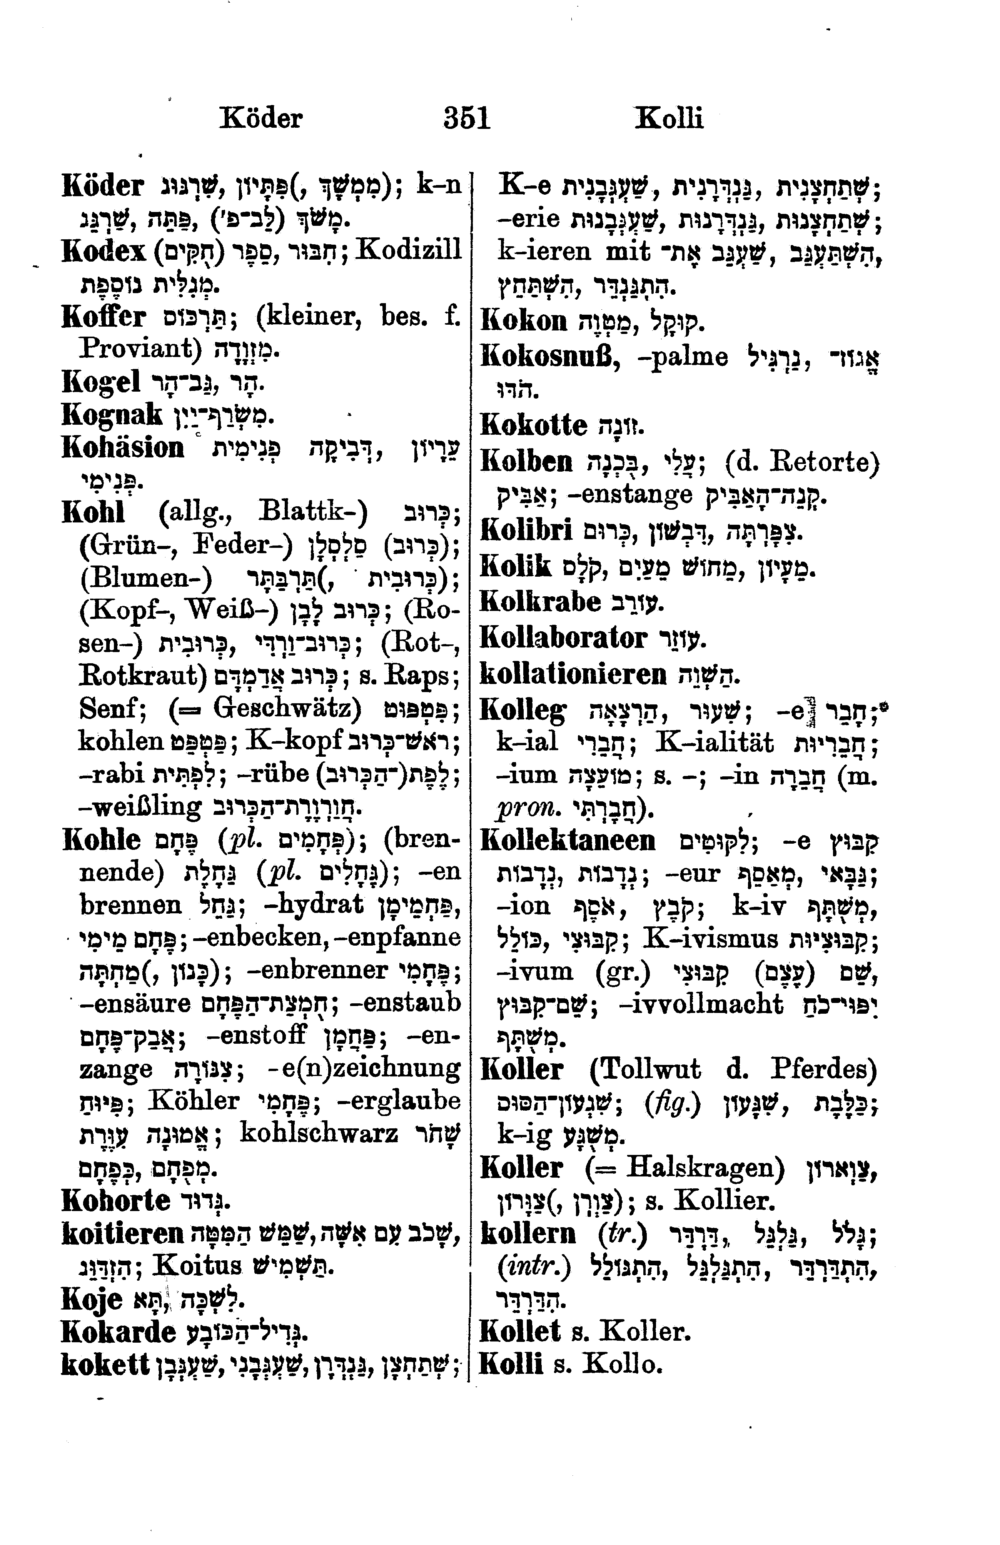 Köder 351 Kolli
Köder שִׁרְגּוּג, פִּתָּיוֹן(, מִמְשָׁךְ); k-n
שִׁרְגֵּג, פִּתָּה, (לְב-פ') מָשַׁךְ.
Kodex (חֻקִּים) חִבּוּר, סֵפֶר; Kodizill
מְגִלִּית נוֹסֶפֶת.
Koffer תַּרְכּוֹס; (kleiner, bes. f.
Proviant) מִזְוָדָה.
Kogel הַר, גַּב־הָר.
Kognak מִשְׂרַף־יַיִן.
Kohäsion עֵרָיוֹן, דְּבִיקָה פְּנִימִית
פְּנִימִי.
Kohl (allg., Blattk-) כְּרוּב;
(Grün-, Feder-) סַלְסְלָן (כְּרוּב);
(Blumen-) תַּרְבַּתָּר(, כְּרוּבִית);
(Kopf-, Weiß-) כְּרוּב לָבָן; (Ro-
sen-) כְּרוּב־וַרְדִּי, כְּרוּבִית; (Rot-,
Rotkraut) כְּרוּב אֲדַמְדָּם; s. Raps;
Senf; (= Geschwätz) פִּטְפּוּט;
kohlen פִּטְפֵּט; K-kopf רֹאשׁ־כְּרוּב;
-rabi לִפְתִּית; -rübe לֶפֶת(־הַכְּרוּב);
-weißling חֲוַרְוֶרֶת־הַכְּרוּב.
Kohle פֶּחָם (pl. פֶּחָמִים); (bren-
nende) גַּחֶלֶת (pl. גֶּחָלִים); -en
brennen גִּחֵל; -hydrat פַּחְמֵימָן,
פֶּחָם מֵימִי; -enbecken, -enpfanne
מַחְתָּה(, כָּנוֹן); -enbrenner פֶּחָמִי;
-ensäure חֻמְצַת־הַפֶּחָם; -enstaub
אֲבַק־פֶּחָם; -enstoff פַּחְמָן; -en-
zange צִנּוֹרָה; -e(n)zeichnung
פִּיּוּחַ; Köhler פֶּחָמִי; -erglaube
אֱמוּנָה עִוֶּרֶת; kohlschwarz שָׁחֹר
כְּפֶחָם, מְפֻחָם.
Kohorte גְּדוּד.
koitieren שָׁכַב עִם אִשָּׁה, שִׁמֵּשׁ הַמִּטָּה,
הִזְדַּוֵּג; Koitus תַּשְׁמִישׁ.
Koje לִשְׁכָּה, תָּא.
Kokarde גְּדִיל־הַכּוֹבַע.
kokett שַׁעַגְבָן, שַׁעַגְבָנִי, גַּנְדְּרָן, שְׁתַחְצָן;
K-e שַׁעַגְבָנִית, גַּנְדְּרָנִית, שְׁתַחְצָנִית;
-erie שַׁעַגְבָנוּת, גַּנְדְּרָנוּת, שְׁתַחְצָנוּת;
k-ieren mit שִׁעֲגֵב אֶת־, הִשְׁתַּעְגֵּב,
הִתְגַּנְדֵּר, הִשְׁתַּחֵץ.
Kokon קוּקָל, מִטְוֶה.
Kokosnuß, -palme נַרְגִּיל, אֱגוֹז־
הֹדּוּ.
Kokotte זוֹנָה.
Kolben עֱלִי, בֻּכְנָה; (d. Retorte)
אַבִּיק; -enstange קְנֵה־הָאַבִּיק.
Kolibri צִפָּרְתָּה, דִּבְשׁוֹן, כְּרוּם.
Kolik מֵעָיוֹן, מֵחוֹשׁ מֵעַיִם, קֻלָּס.
Kolkrabe עוֹרֵב.
Kollaborator עוֹזֵר.
kollationieren הִשְׁוָה.
Kolleg שִׁעוּר, הַרְצָאָה; -e חָבֵר;
k-ial חֲבֵרִי; K-ialität חֲבֵרִיּוּת;
-ium מוֹעֵצָה; s. -; -in חֲבֵרָה (m.
pron. חֲבֶרְתִּי).
Kollektaneen לִקּוּטִים; -e קִבּוּץ
נְדָבוֹת, נְדָבוֹת; -eur מְאַסֵּף, גַּבַּאי;
-ion אֹסֶף, קֹבֶץ; k-iv מְשֻׁתָּף,
קִבּוּצִי, כּוֹלֵל; K-ivismus קִבּוּצִיּוּת;
-ivum (gr.) שֵׁם (עֶצֶם) קִבּוּצִי,
שֵׁם־קִבּוּץ; -ivvollmacht יִפּוּי־כֹּחַ
מְשֻׁתָּף.
Koller (Tollwut d. Pferdes)
שִׁגְעוֹן־הַסּוּס; (fig.) שִׁגָּעוֹן, כַּלֶּבֶת;
k-ig מְשֻׁגָּע.
Koller (= Halskragen) צַוָּארוֹן,
צַוָּרוֹן(, צַוְּרָן); s. Kollier.
kollern (tr.) דִּרְדֵּר, גִּלְגֵּל, גָּלַל;
(intr.) הִתְדַּרְדֵּר, הִתְגַּלְגֵּל, הִתְגּוֹלֵל,
הִדַּרְדֵּר.
Kollet s. Koller.
Kolli s. Kollo.